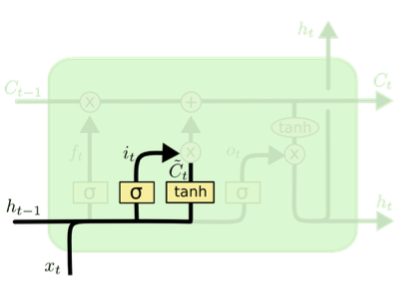 h_t
C_{t-1}
C_t
tanh
f_t
i_t
C̃_t
o_t
σ
σ
tanh
σ
h_{t-1}
h_t
x_t